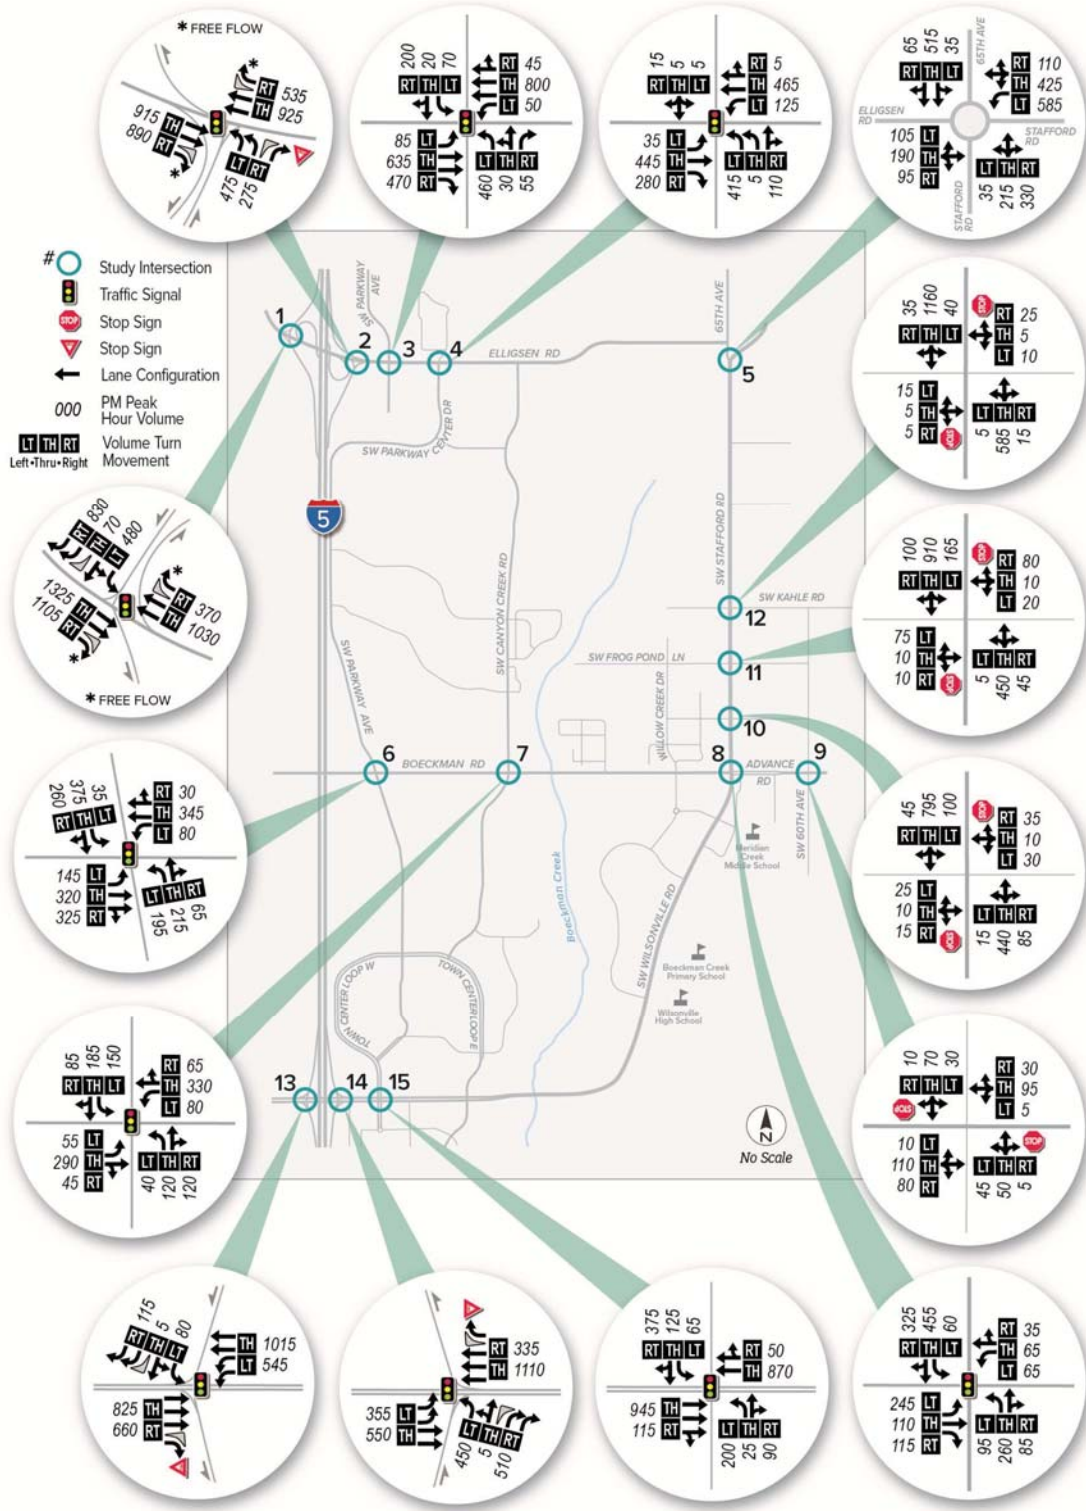 * FREE FLOW
RT 535
TH 925
915 TH
890 RT
LT RT
475 275
*
*
200 20 70
RT TH LT
RT 45
TH 800
LT 50
85 LT
635 TH
470 RT
LT TH RT
460 30 55
15 5 5
RT TH LT
RT 5
TH 465
LT 125
35 LT
445 TH
280 RT
LT TH RT
415 5 110
65 515 35
RT TH LT
65TH AVE
RT 110
TH 425
LT 585
ELLIGSEN RD
STAFFORD RD
105 LT
190 TH
95 RT
LT TH RT
35 215 330
STAFFORD RD
# Study Intersection
Traffic Signal
STOP Stop Sign
Stop Sign
Lane Configuration
000 PM Peak Hour Volume
LT TH RT Volume Turn Movement
Left•Thru•Right
1
2
3
4
5
SW PARKWAY AVE
ELLIGSEN RD
65TH AVE
SW PARKWAY CENTER DR
5
SW CANYON CREEK RD
SW STAFFORD RD
SW KAHLE RD
12
SW FROG POND LN
11
WILLOW CREEK DR
10
SW PARKWAY AVE
6
7
8
9
BOECKMAN RD
ADVANCE RD
SW 60TH AVE
Meridian Creek Middle School
Boeckman Creek
Boeckman Creek Primary School
Wilsonville High School
SW WILSONVILLE RD
TOWN CENTER LOOP W
TOWN CENTER LOOP E
13
14
15
N
No Scale
35 1160 40
RT TH LT
STOP
RT 25
TH 5
LT 10
15 LT
5 TH
5 RT
STOP
LT TH RT
5 585 15
830 70 480
RT TH LT
*
RT 370
TH 1030
1325 TH
1105 RT
*
* FREE FLOW
100 910 165
RT TH LT
STOP
RT 80
TH 10
LT 20
75 LT
10 TH
10 RT
STOP
LT TH RT
5 450 45
260 375 35
RT TH LT
RT 30
TH 345
LT 80
145 LT
320 TH
325 RT
LT TH RT
195 215 65
45 795 100
RT TH LT
STOP
RT 35
TH 10
LT 30
25 LT
10 TH
15 RT
STOP
LT TH RT
15 440 85
85 185 150
RT TH LT
RT 65
TH 330
LT 80
55 LT
290 TH
45 RT
LT TH RT
40 120 120
10 70 30
RT TH LT
STOP
RT 30
TH 95
LT 5
10 LT
110 TH
80 RT
STOP
LT TH RT
45 50 5
115 5 80
RT TH LT
TH 1015
LT 545
825 TH
660 RT
RT 335
TH 1110
355 LT
550 TH
LT TH RT
450 5 510
375 125 65
RT TH LT
RT 50
TH 870
945 TH
115 RT
LT TH RT
200 25 90
325 455 60
RT TH LT
RT 35
TH 65
LT 65
245 LT
110 TH
115 RT
LT TH RT
95 260 85